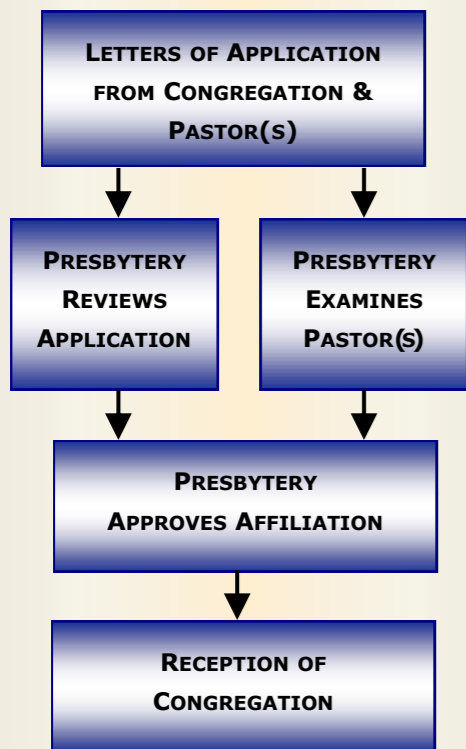 LETTERS OF APPLICATION
FROM CONGREGATION &
PASTOR(S)
PRESBYTERY
REVIEWS
APPLICATION
PRESBYTERY
EXAMINES
PASTOR(S)
PRESBYTERY
APPROVES AFFILIATION
RECEPTION OF
CONGREGATION